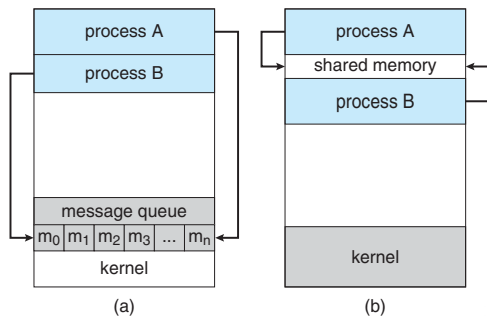 process A
process B
message queue
m0 m1 m2 m3 ... mn
kernel
(a)
process A
shared memory
process B
kernel
(b)